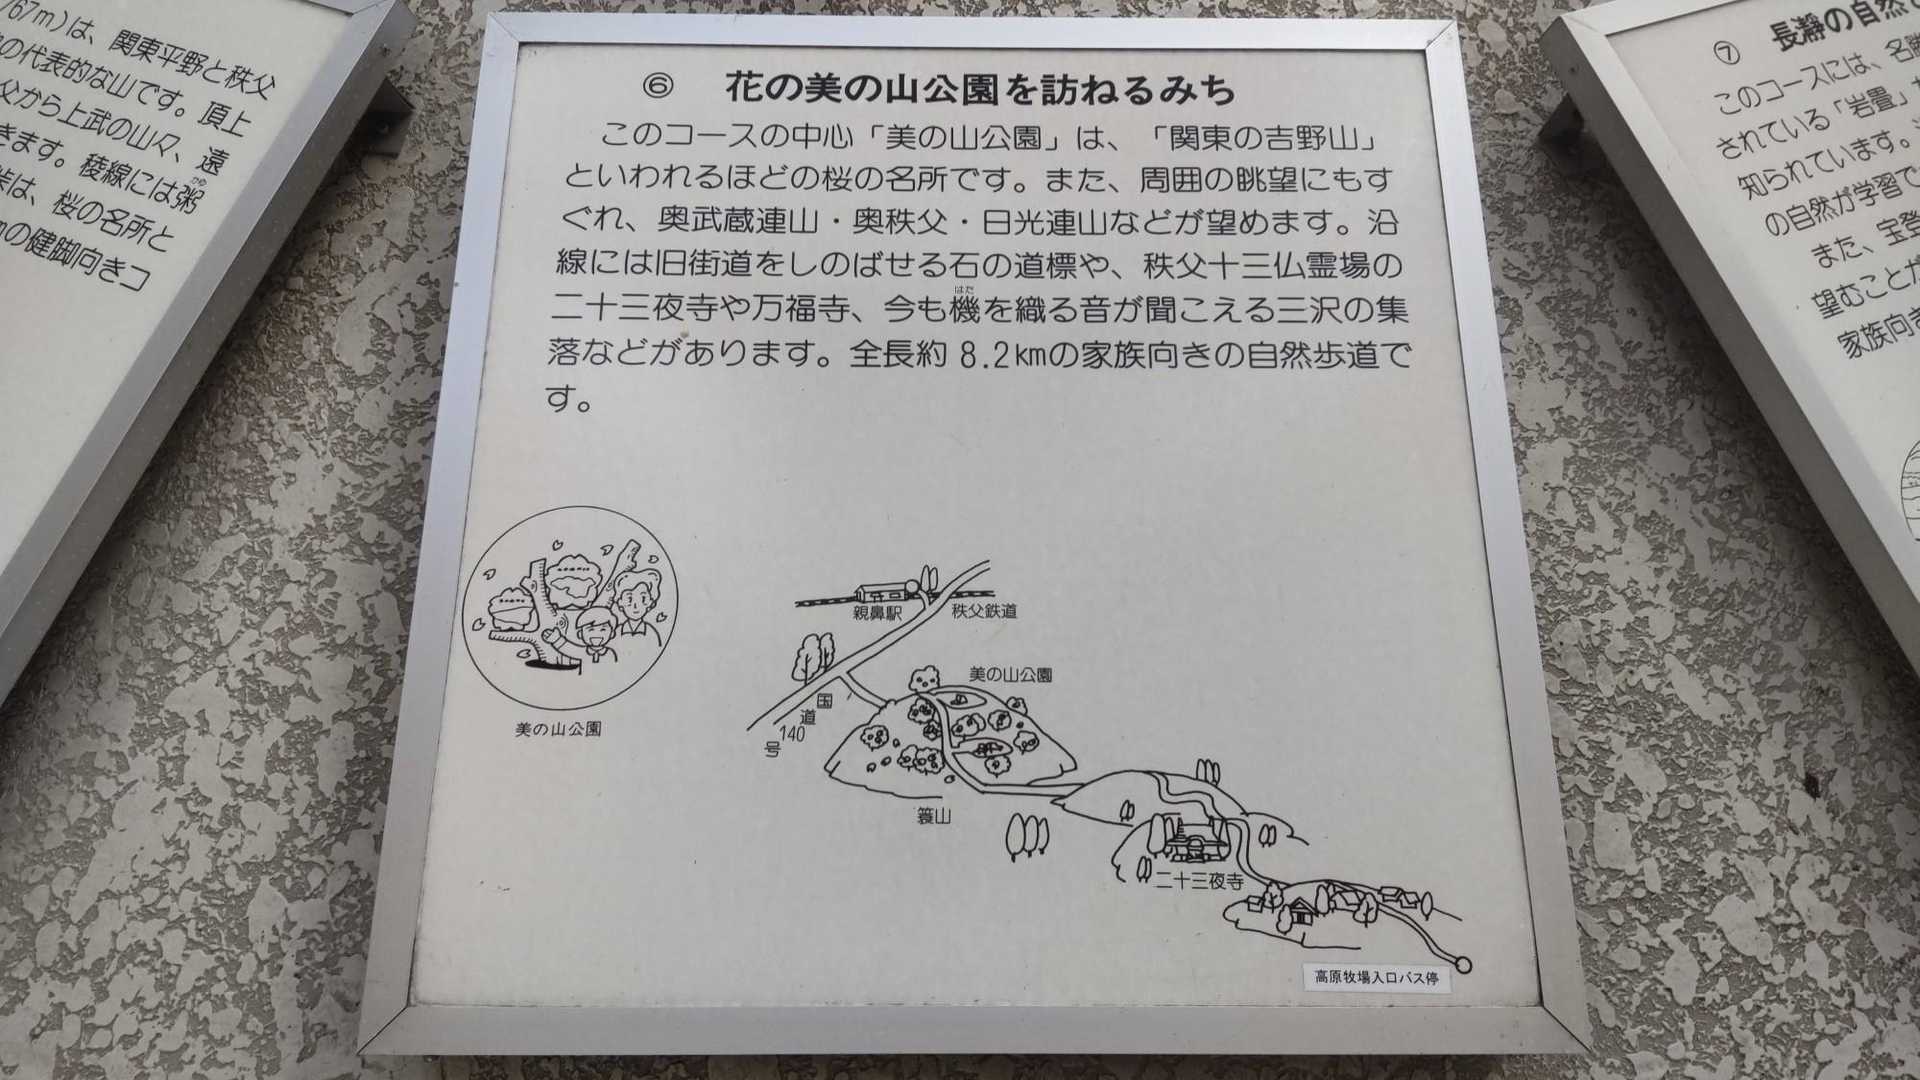 767m)は、関東平野と秩父
の代表的な山です。頂上
父から上武の山々、遠
きます。稜線には粥
かゆ
は、桜の名所と
mの健脚向きコ
⑥ 花の美の山公園を訪ねるみち
このコースの中心「美の山公園」は、「関東の吉野山」
といわれるほどの桜の名所です。また、周囲の眺望にもす
ぐれ、奥武蔵連山・奥秩父・日光連山などが望めます。沿
線には旧街道をしのばせる石の道標や、秩父十三仏霊場の
はた
二十三夜寺や万福寺、今も機を織る音が聞こえる三沢の集
落などがあります。全長約 8.2kmの家族向きの自然歩道で
す。
親鼻駅
秩父鉄道
美の山公園
国道140号
美の山公園
簑山
二十三夜寺
高原牧場入口バス停
⑦ 長瀞の自然
このコースには、名勝
されている「岩畳」
知られています。
の自然が学習で
また、宝登
望むことが
家族向き